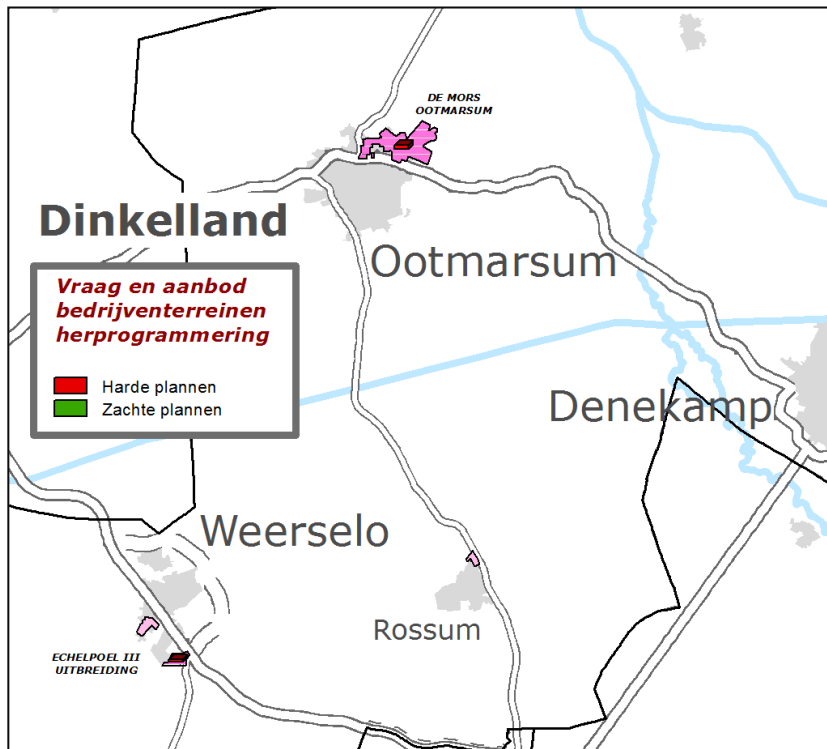 DE MORS
OOTMARSUM
Dinkelland
Ootmarsum
Vraag en aanbod
bedrijventerreinen
herprogrammering
Harde plannen
Zachte plannen
Denekamp
Weerselo
Rossum
ECHELPOEL III
UITBREIDING